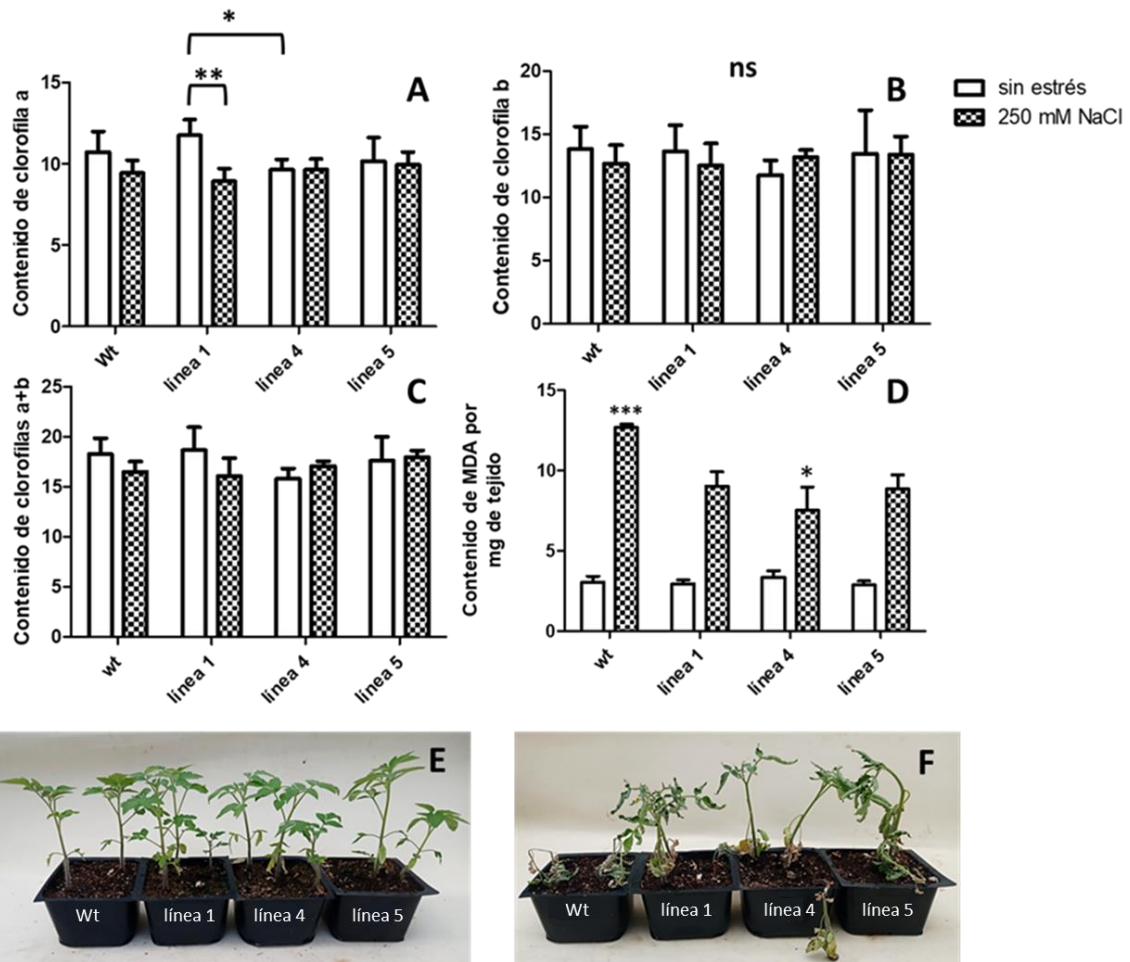 *
**
A
Contenido de clorofila a
15
10
5
0
Wt
línea 1
línea 4
línea 5
ns
B
Contenido de clorofila b
20
15
10
5
0
wt
línea 1
línea 4
línea 5
sin estrés
250 mM NaCl
C
Contenido de clorofilas a+b
25
20
15
10
5
0
wt
línea 1
línea 4
línea 5
D
Contenido de MDA por
mg de tejido
15
10
5
0
***
*
wt
línea 1
línea 4
línea 5
E
Wt
línea 1
línea 4
línea 5
F
Wt
línea 1
línea 4
línea 5